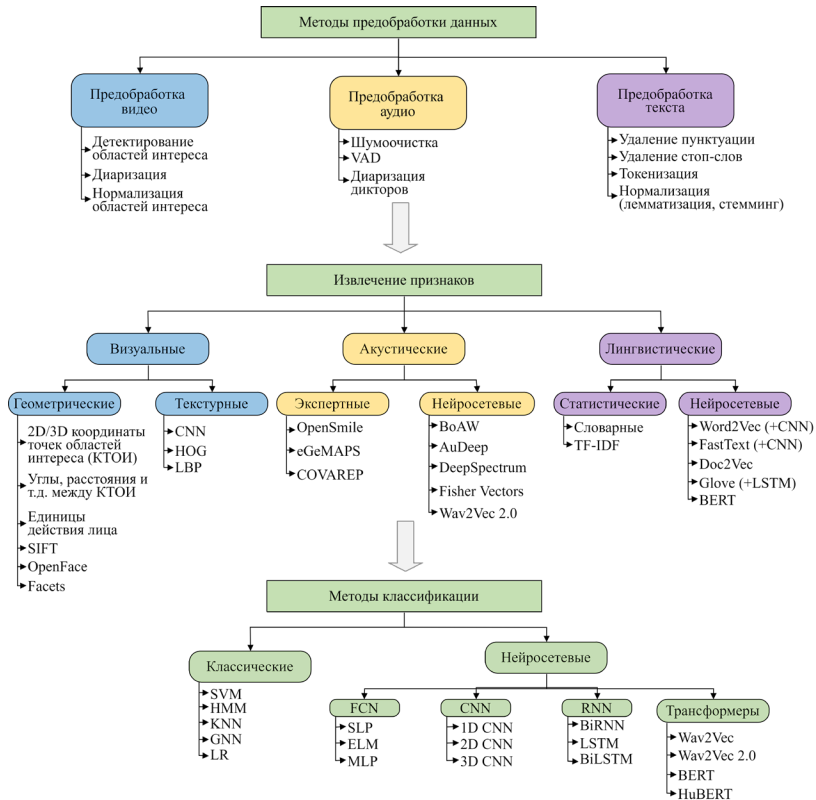 Методы предобработки данных
Предобработка
видео
Детектирование
областей интереса
Диаризация
Нормализация
областей интереса
Предобработка
аудио
Шумоочистка
VAD
Диаризация
дикторов
Предобработка
текста
Удаление пунктуации
Удаление стоп-слов
Токенизация
Нормализация
(лемматизация, стемминг)
Извлечение признаков
Визуальные
Геометрические
2D/3D координаты
точек областей
интереса (КТОИ)
Углы, расстояния и
т.д. между КТОИ
Единицы
действия лица
SIFT
OpenFace
Facets
Текстурные
CNN
HOG
LBP
Акустические
Экспертные
OpenSmile
eGeMAPS
COVAREP
Нейросетевые
BoAW
AuDeep
DeepSpectrum
Fisher Vectors
Wav2Vec 2.0
Лингвистические
Статистические
Словарные
TF-IDF
Нейросетевые
Word2Vec (+CNN)
FastText (+CNN)
Doc2Vec
Glove (+LSTM)
BERT
Методы классификации
Классические
SVM
HMM
KNN
GNN
LR
Нейросетевые
FCN
SLP
ELM
MLP
CNN
1D CNN
2D CNN
3D CNN
RNN
BiRNN
LSTM
BiLSTM
Трансформеры
Wav2Vec
Wav2Vec 2.0
BERT
HuBERT